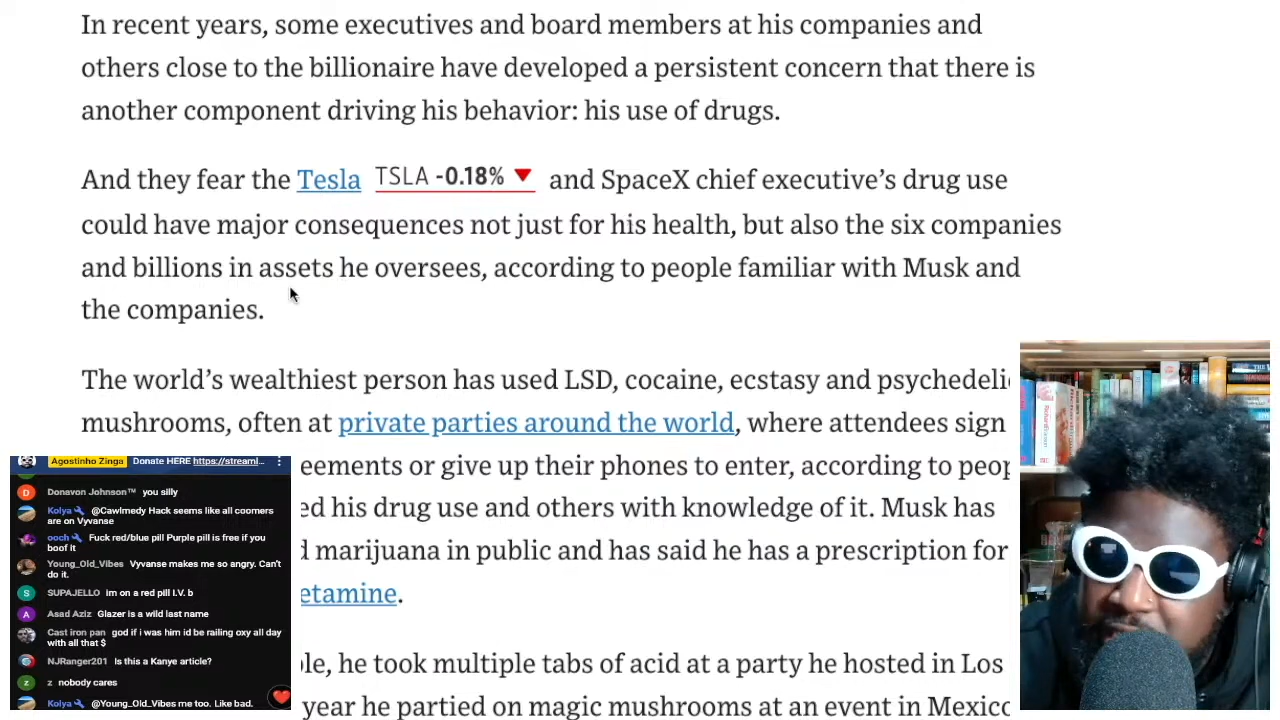 In recent years, some executives and board members at his companies and
others close to the billionaire have developed a persistent concern that there is
another component driving his behavior: his use of drugs.
And they fear the Tesla TSLA -0.18% ▼ and SpaceX chief executive’s drug use
could have major consequences not just for his health, but also the six companies
and billions in assets he oversees, according to people familiar with Musk and
the companies.
The world’s wealthiest person has used LSD, cocaine, ecstasy and psychedelic
mushrooms, often at private parties around the world, where attendees sign
eements or give up their phones to enter, according to peop
ed his drug use and others with knowledge of it. Musk has
d marijuana in public and has said he has a prescription for
etamine.
le, he took multiple tabs of acid at a party he hosted in Los
year he partied on magic mushrooms at an event in Mexico
Agostinho Zinga Donate HERE https://streaml...
Donavon Johnson™ you silly
Kolya @Cawlmedy Hack seems like all coomers
are on Vyvanse
ooch Fuck red/blue pill Purple pill is free if you
boof it
Young_Old_Vibes Vyvanse makes me so angry. Can't
do it.
SUPAJELLO im on a red pill I.V. b
Asad Aziz Glazer is a wild last name
Cast iron pan god if i was him id be railing oxy all day
with all that $
NJRanger201 Is this a Kanye article?
z nobody cares
Kolya @Young_Old_Vibes me too. Like bad.